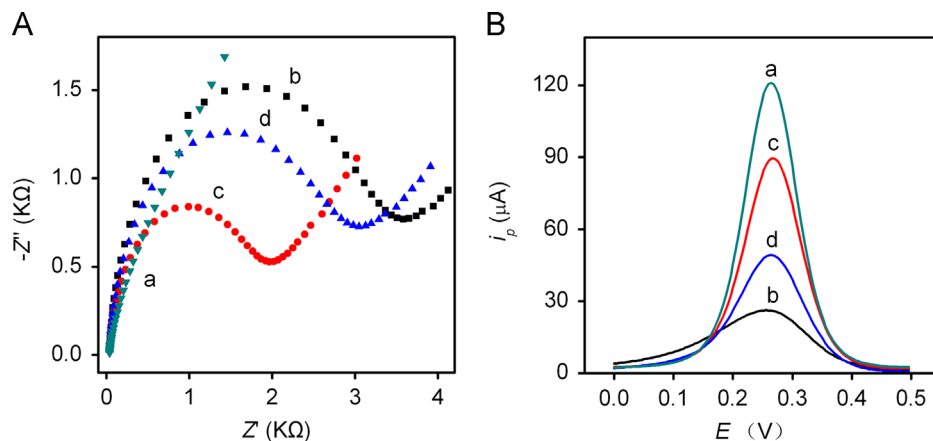 A
-Z'' (KΩ)
1.5
1.0
0.5
0.0
b
d
c
a
0 1 2 3 4
Z' (KΩ)
B
i_p (μA)
120
90
60
30
0
a
c
d
b
0.0 0.1 0.2 0.3 0.4 0.5
E (V)